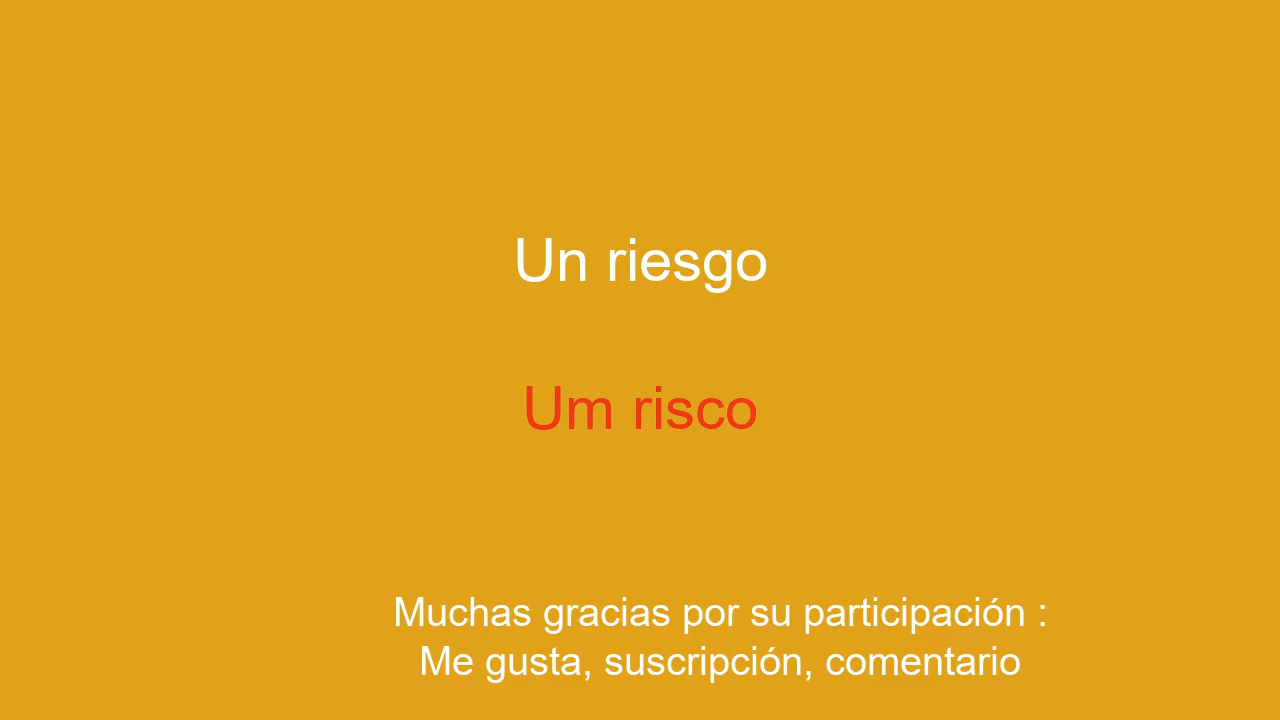 Un riesgo
Um risco
Muchas gracias por su participación :
Me gusta, suscripción, comentario